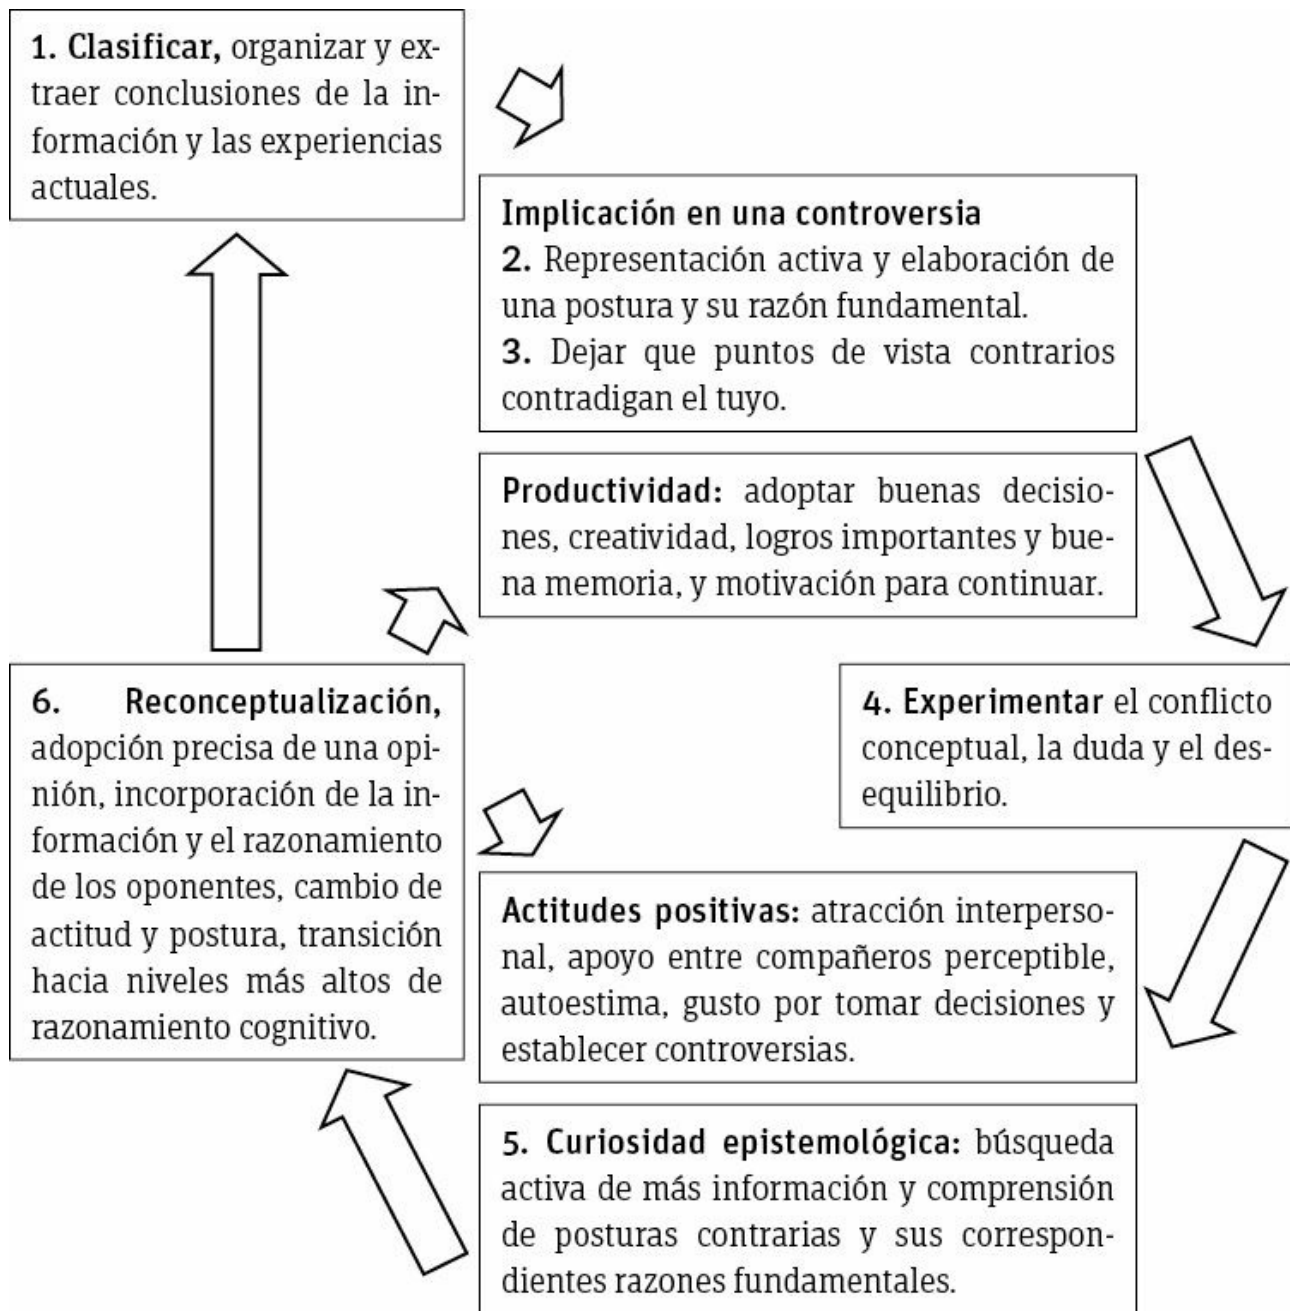 1. Clasificar, organizar y ex-
traer conclusiones de la in-
formación y las experiencias
actuales.
Implicación en una controversia
2. Representación activa y elaboración de
una postura y su razón fundamental.
3. Dejar que puntos de vista contrarios
contradigan el tuyo.
Productividad: adoptar buenas decisio-
nes, creatividad, logros importantes y bue-
na memoria, y motivación para continuar.
4. Experimentar el conflicto
conceptual, la duda y el des-
equilibrio.
6. Reconceptualización,
adopción precisa de una opi-
nión, incorporación de la in-
formación y el razonamiento
de los oponentes, cambio de
actitud y postura, transición
hacia niveles más altos de
razonamiento cognitivo.
Actitudes positivas: atracción interperso-
nal, apoyo entre compañeros perceptible,
autoestima, gusto por tomar decisiones y
establecer controversias.
5. Curiosidad epistemológica: búsqueda
activa de más información y comprensión
de posturas contrarias y sus correspon-
dientes razones fundamentales.